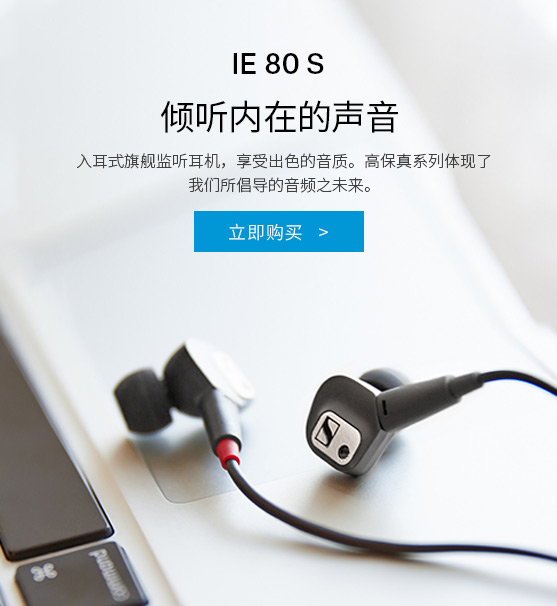 IE 80 S
倾听内在的声音
入耳式旗舰监听耳机，享受出色的音质。高保真系列体现了
我们所倡导的音频之未来。
立即购买 >
command
⌘